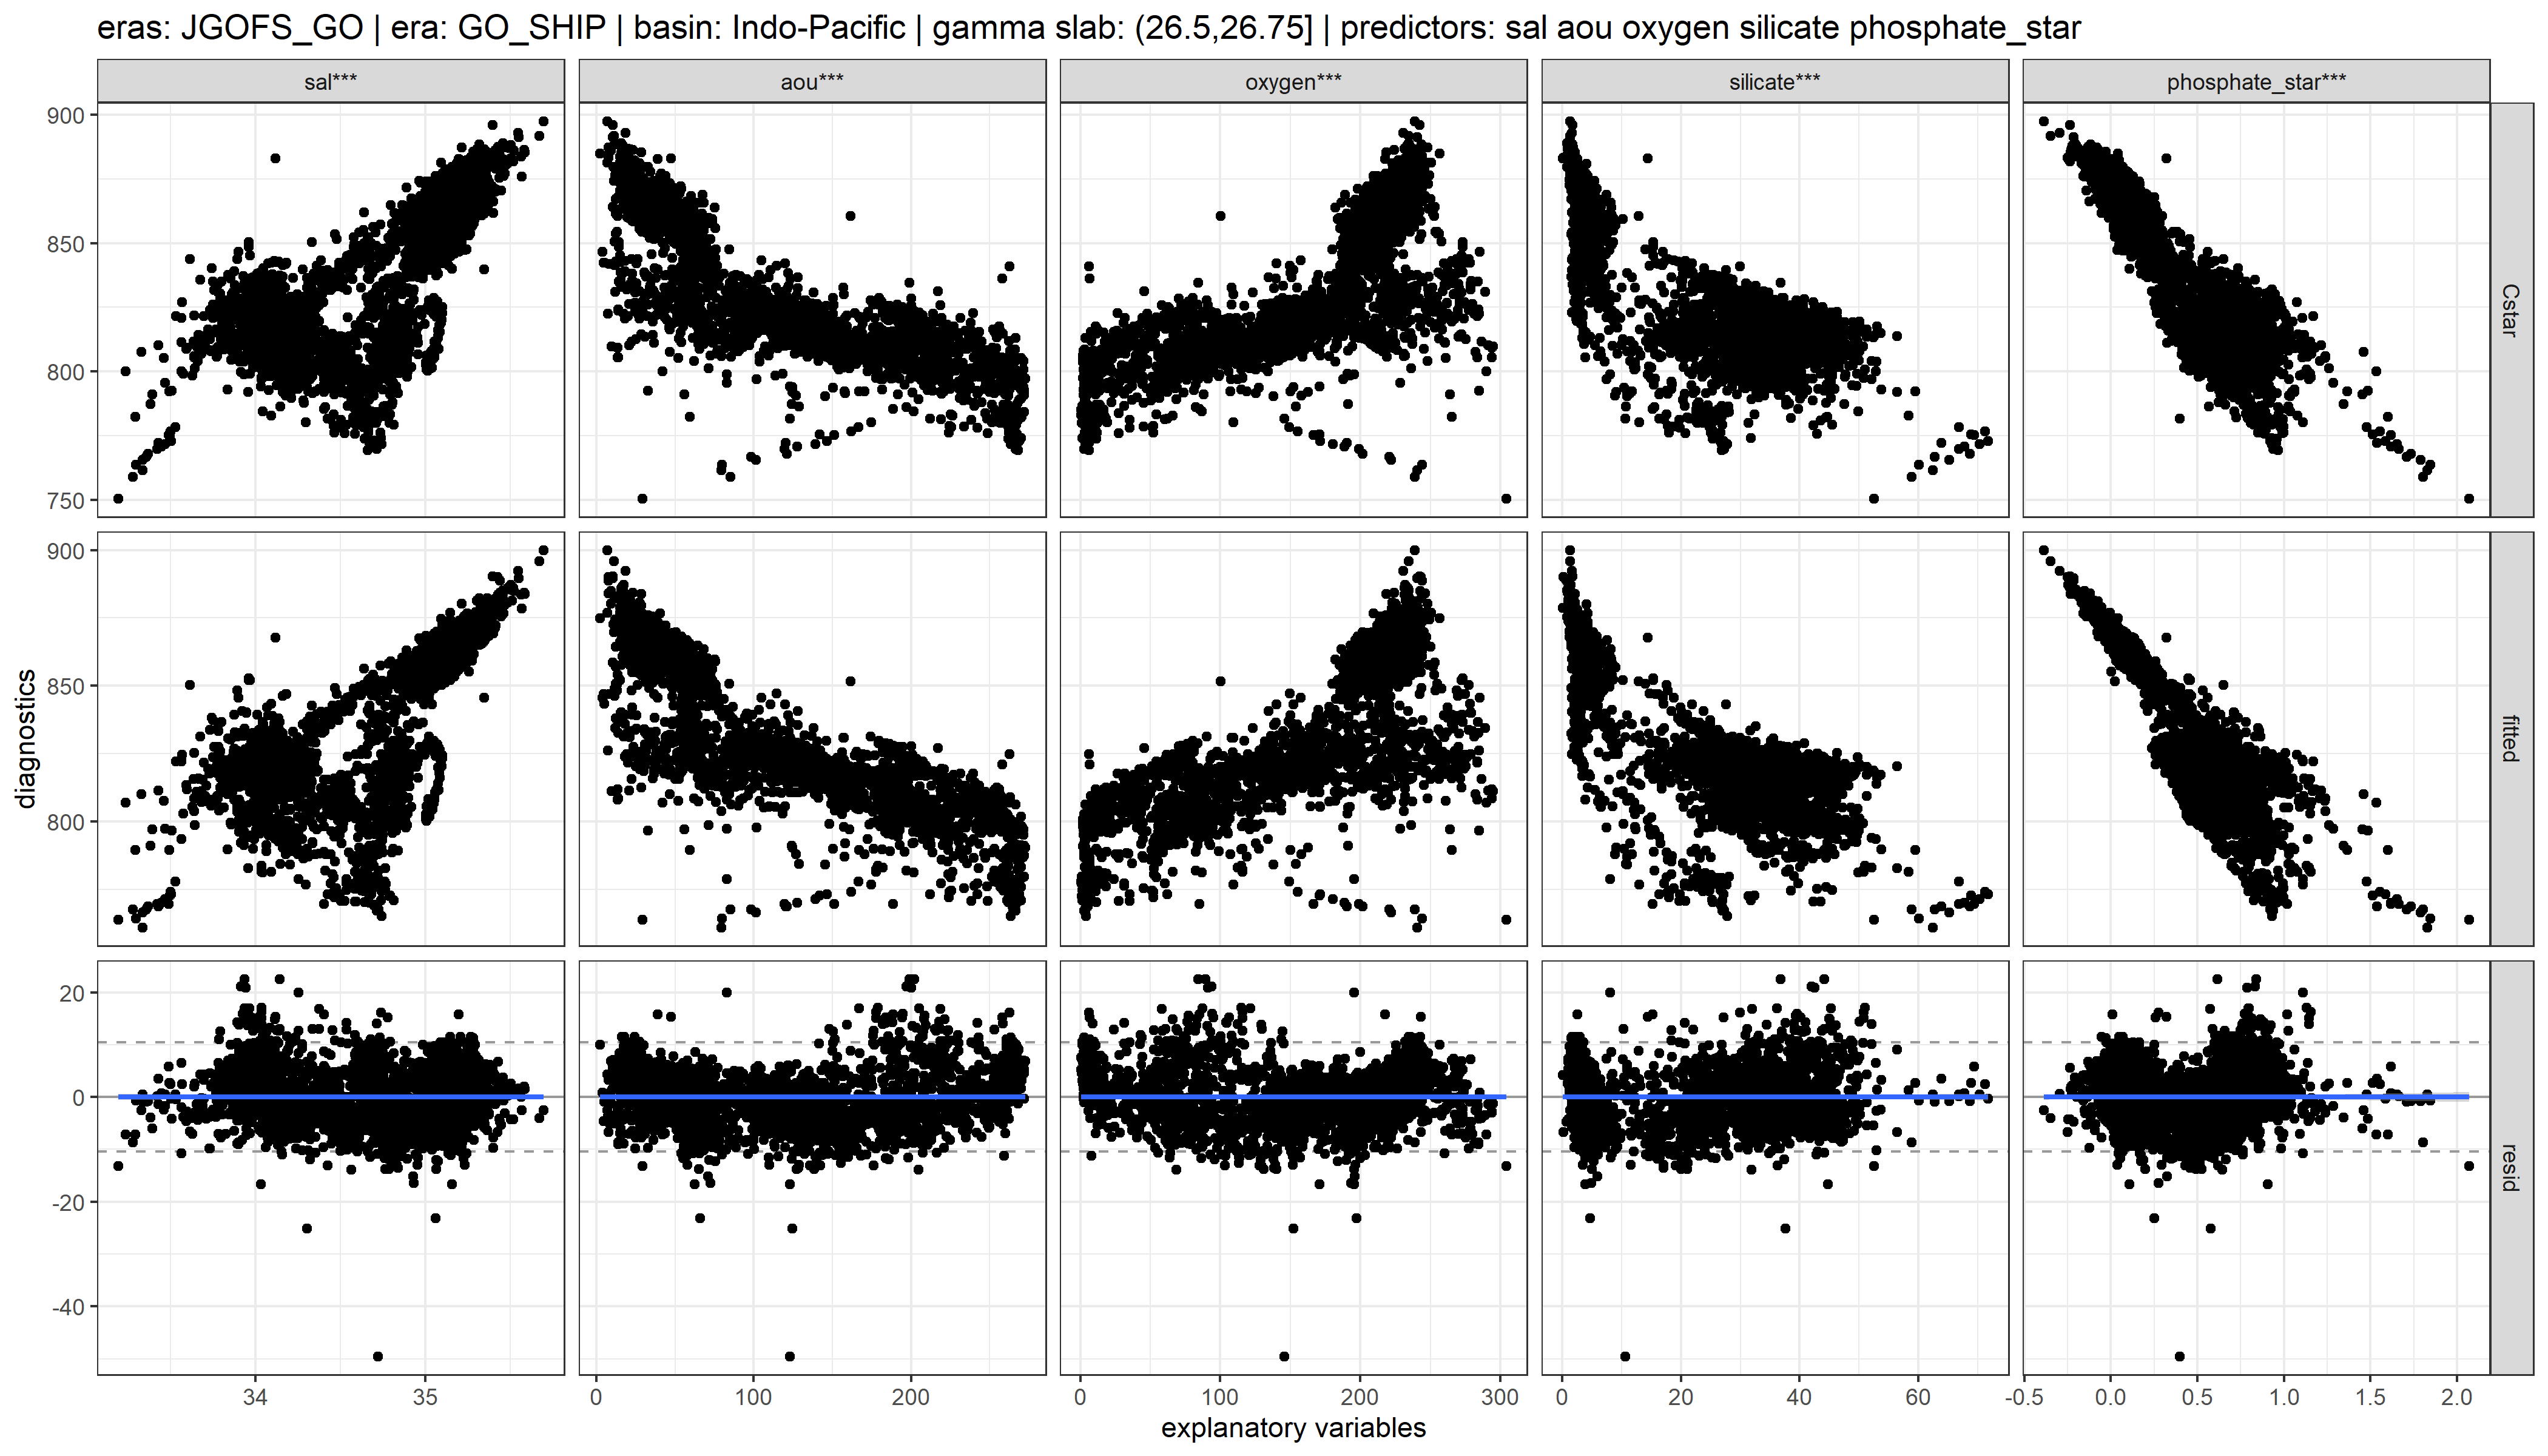 eras: JGOFS_GO | era: GO_SHIP | basin: Indo-Pacific | gamma slab: (26.5,26.75] | predictors: sal aou oxygen silicate phosphate_star
sal*** aou*** oxygen*** silicate*** phosphate_star***
900
850
800
750
Cstar
900
850
800
fitted
diagnostics
20
0
-20
-40
resid
34 35 0 100 200 0 100 200 300 0 20 40 60 -0.5 0.0 0.5 1.0 1.5 2.0
explanatory variables